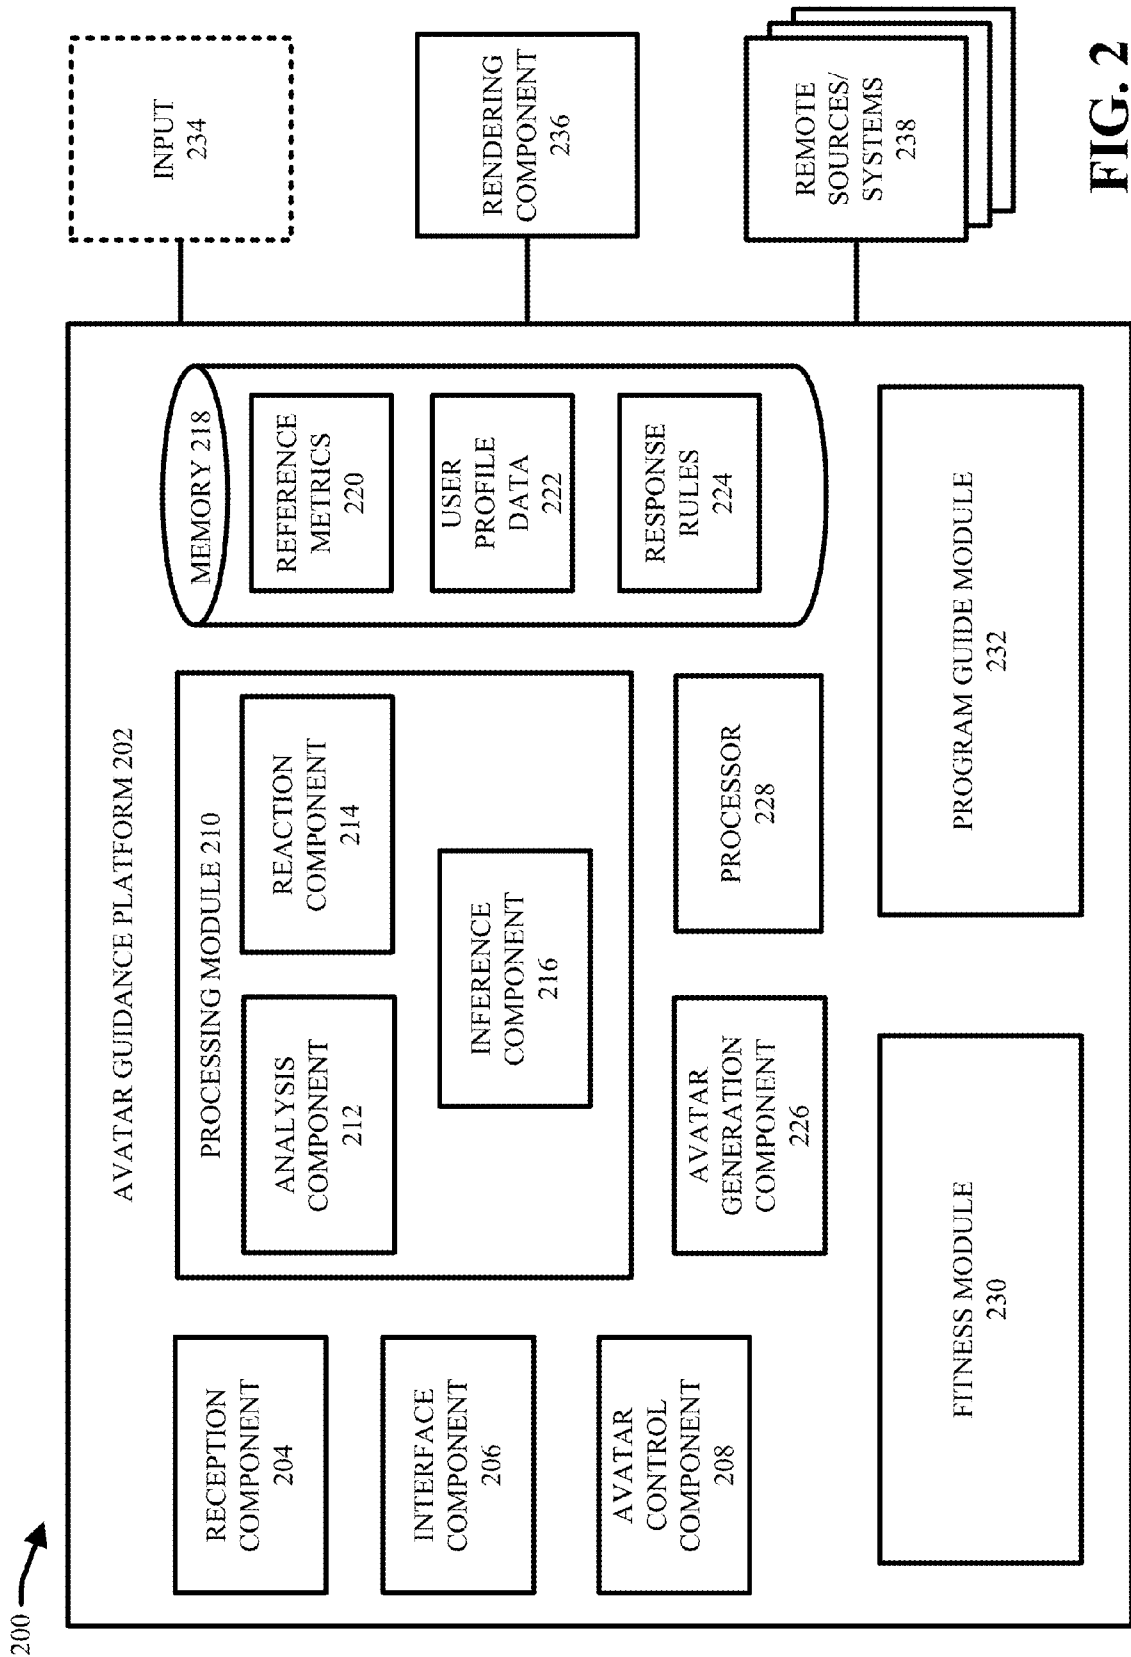 200
AVATAR GUIDANCE PLATFORM 202
RECEPTION
COMPONENT
204
INTERFACE
COMPONENT
206
AVATAR
CONTROL
COMPONENT
208
PROCESSING MODULE 210
ANALYSIS
COMPONENT
212
REACTION
COMPONENT
214
INFERENCE
COMPONENT
216
MEMORY 218
REFERENCE
METRICS
220
USER
PROFILE
DATA
222
RESPONSE
RULES
224
AVATAR
GENERATION
COMPONENT
226
PROCESSOR
228
FITNESS MODULE
230
PROGRAM GUIDE MODULE
232
INPUT
234
RENDERING
COMPONENT
236
REMOTE
SOURCES/
SYSTEMS
238
FIG. 2